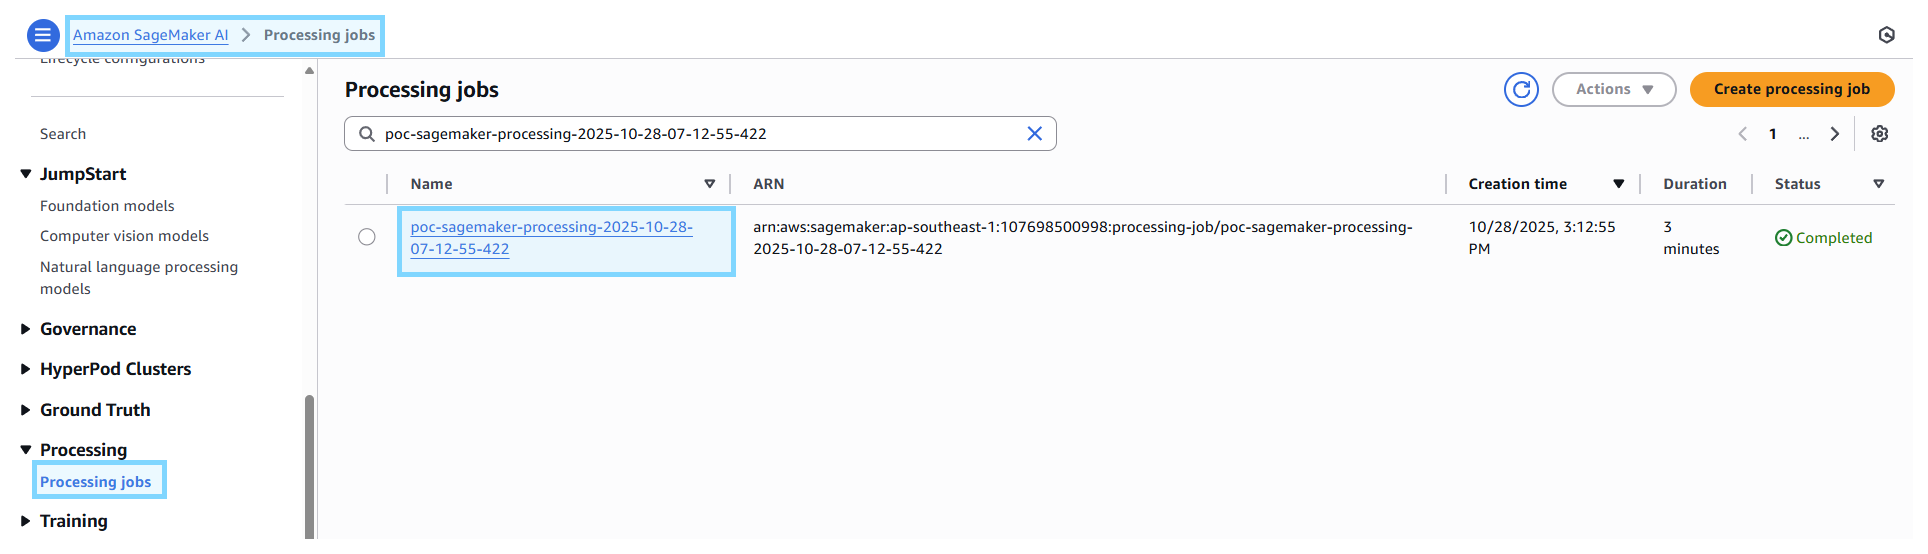 Amazon SageMaker AI > Processing jobs
Lifecycle configurations
Search
JumpStart
Foundation models
Computer vision models
Natural language processing
models
Governance
HyperPod Clusters
Ground Truth
Processing
Processing jobs
Training
Processing jobs
Actions
Create processing job
poc-sagemaker-processing-2025-10-28-07-12-55-422
1 ...
Name ARN Creation time Duration Status
poc-sagemaker-processing-2025-10-28-
07-12-55-422
arn:aws:sagemaker:ap-southeast-1:107698500998:processing-job/poc-sagemaker-processing-
2025-10-28-07-12-55-422
10/28/2025, 3:12:55
PM
3
minutes
Completed